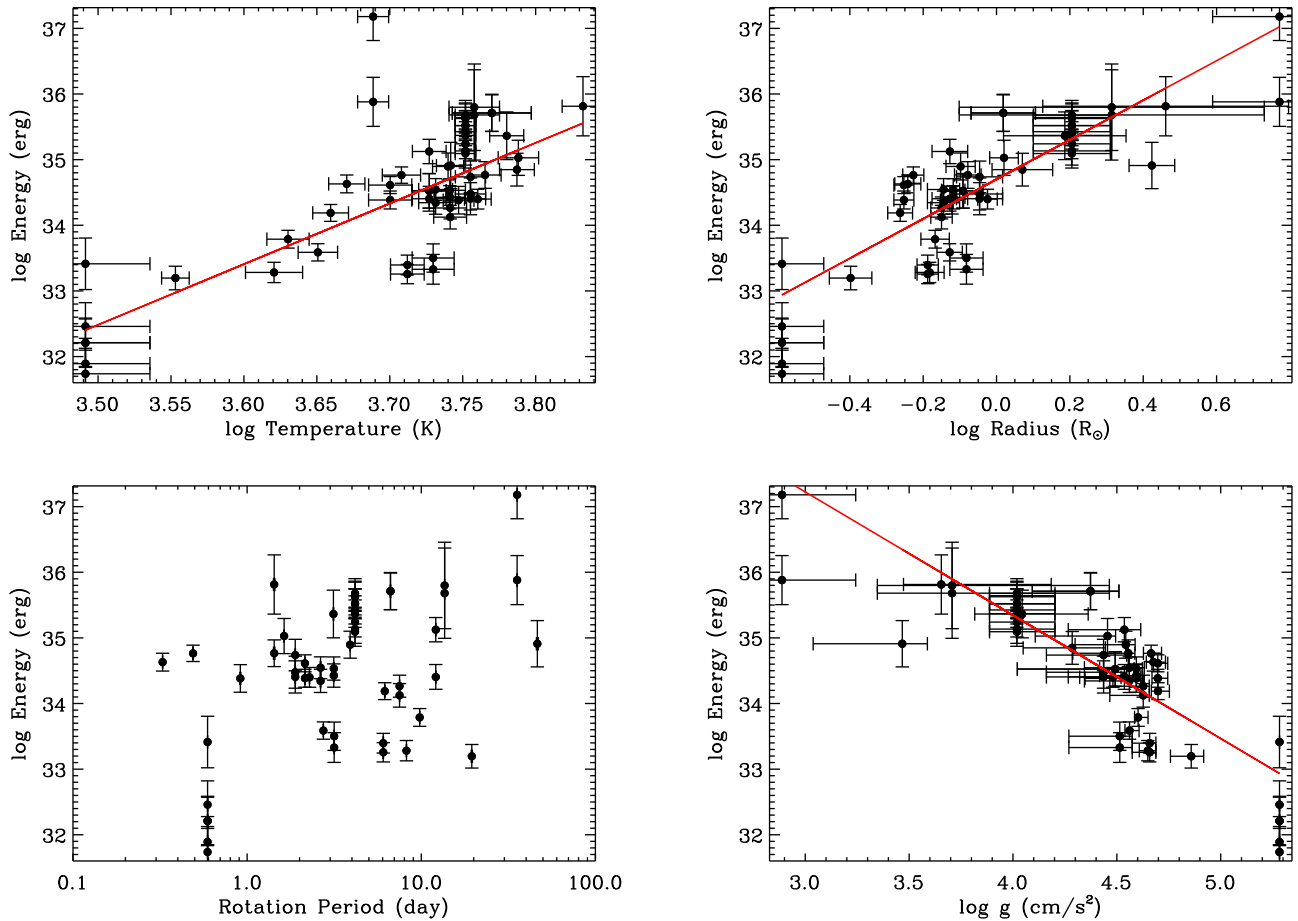 log Energy (erg)
37
36
35
34
33
32
3.50 3.55 3.60 3.65 3.70 3.75 3.80
log Temperature (K)
log Energy (erg)
37
36
35
34
33
32
−0.4 −0.2 0.0 0.2 0.4 0.6
log Radius (R☉)
log Energy (erg)
37
36
35
34
33
32
0.1 1.0 10.0 100.0
Rotation Period (day)
log Energy (erg)
37
36
35
34
33
32
3.0 3.5 4.0 4.5 5.0
log g (cm/s²)